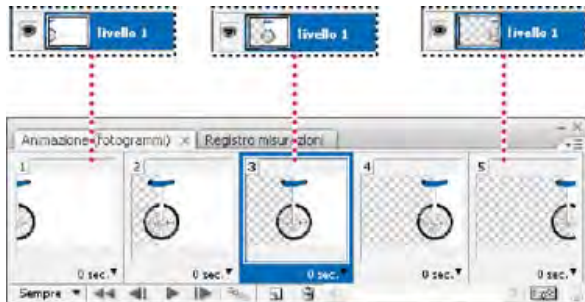 livello 1
livello 1
livello 1
Animazione (fotogrammi) × Registro misurazioni
1 2 3 4 5
0 sec. 0 sec. 0 sec. 0 sec. 0 sec.
Sempre